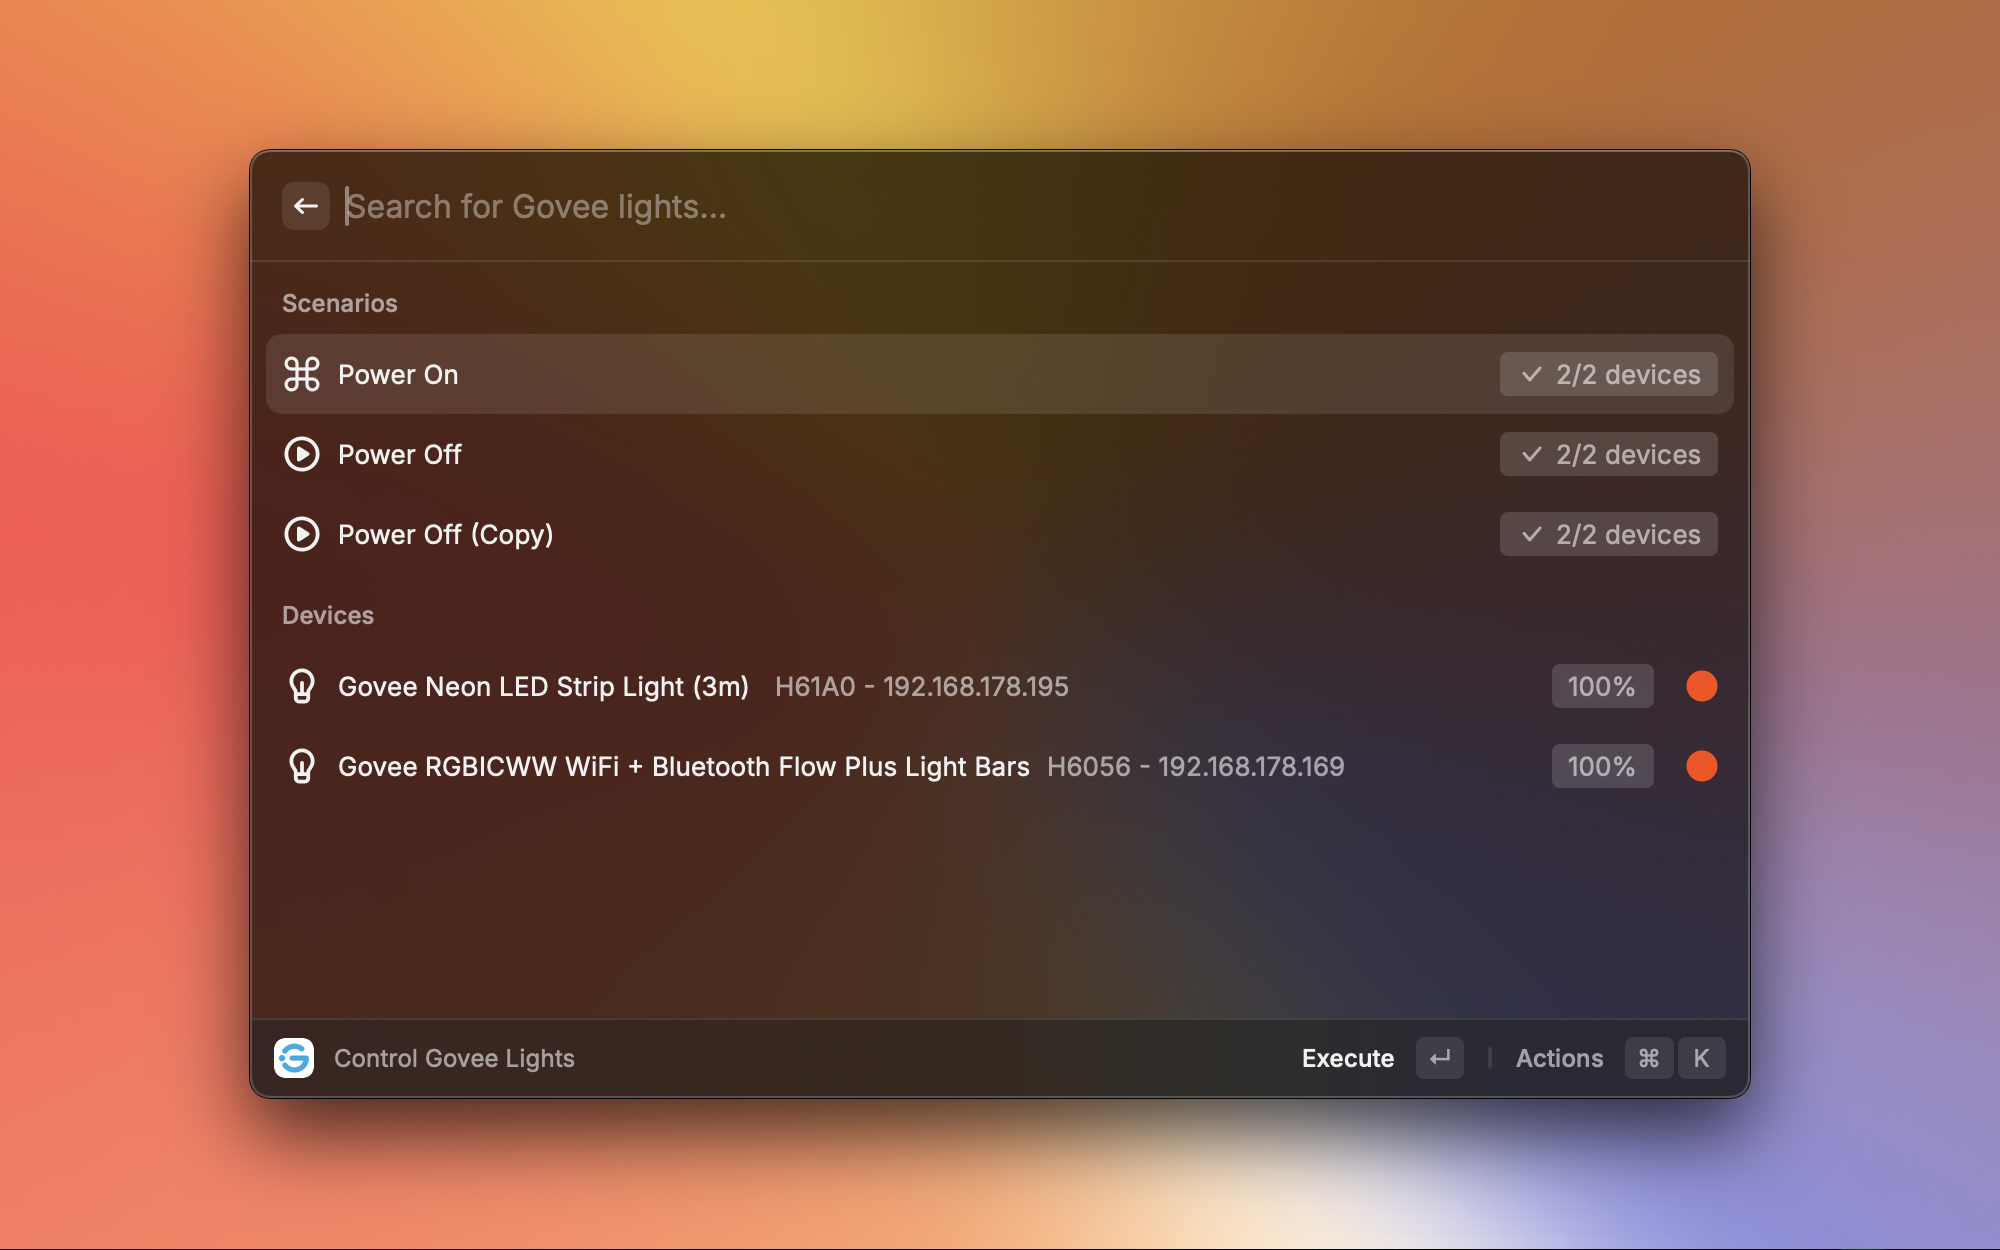 Search for Govee lights...
Scenarios
Power On 2/2 devices
Power Off 2/2 devices
Power Off (Copy) 2/2 devices
Devices
Govee Neon LED Strip Light (3m) H61A0 - 192.168.178.195 100%
Govee RGBICWW WiFi + Bluetooth Flow Plus Light Bars H6056 - 192.168.178.169 100%
Control Govee Lights Execute ↵ Actions ⌘ K